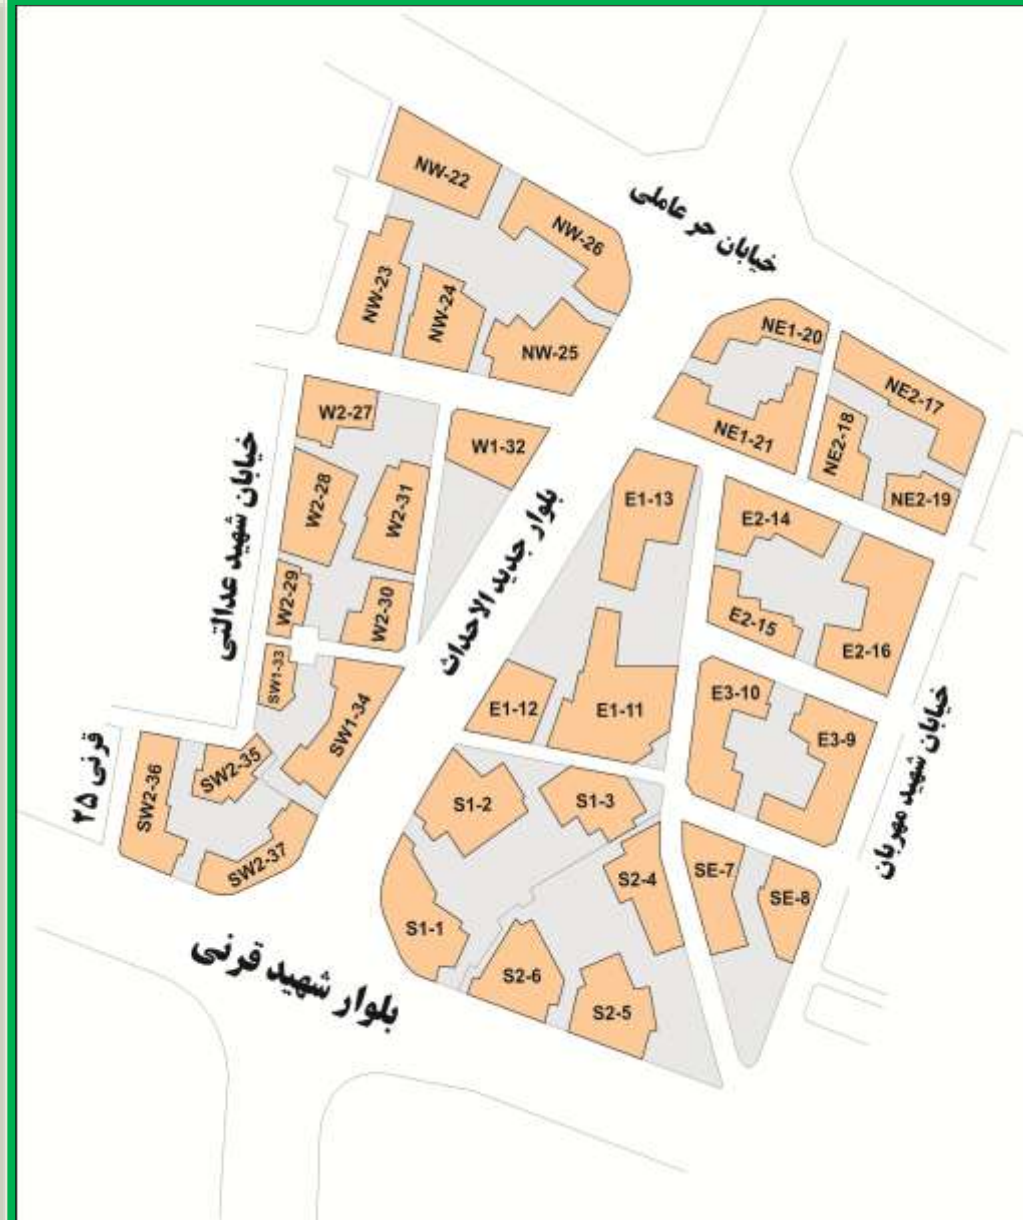 NW-22
خیابان حر عاملی
NW-26
NW-23
NW-24
NW-25
NE1-20
NE2-17
NE1-21
NE2-18
NE2-19
W2-27
W1-32
خیابان شهید عدالتی
W2-28
W2-31
بلوار جدید الاحداث
E1-13
E2-14
W2-29
W2-30
E2-15
E2-16
SW1-33
SW1-34
E1-12
E1-11
E3-10
E3-9
خیابان شهید مهربان
قرنی ۲۵
SW2-36
SW2-35
SW2-37
S1-2
S1-3
S2-4
SE-7
SE-8
S1-1
S2-6
S2-5
بلوار شهید قرنی